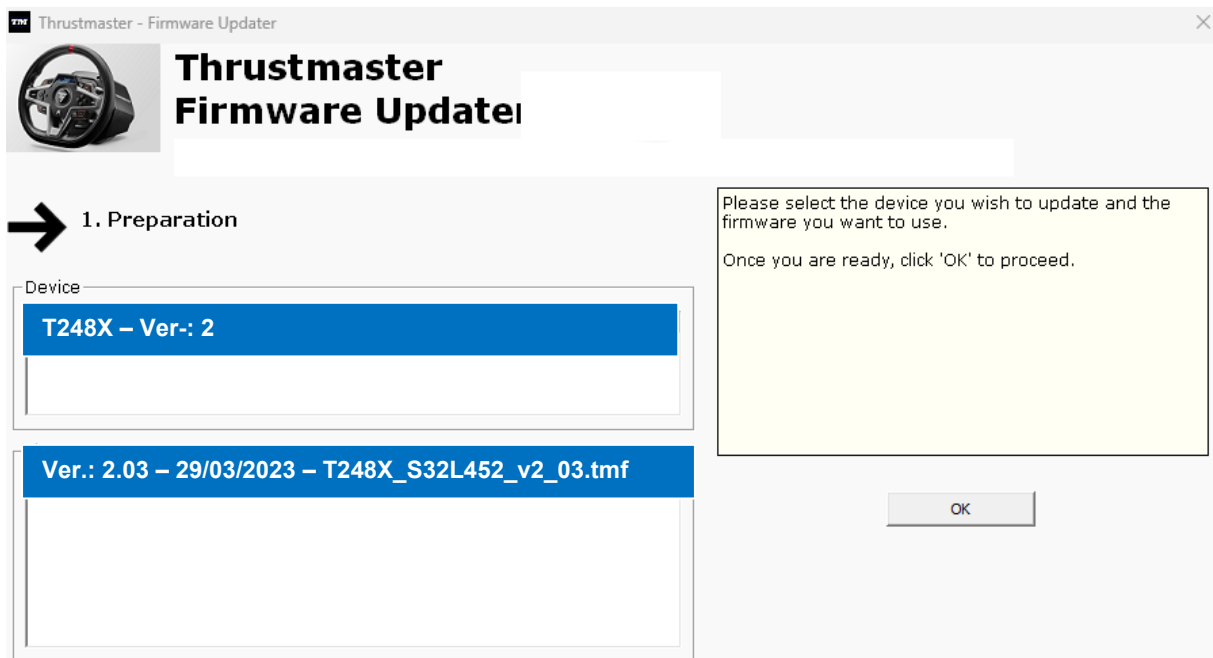 TM Thrustmaster - Firmware Updater
Thrustmaster
Firmware Update
1. Preparation
Please select the device you wish to update and the
firmware you want to use.
Once you are ready, click 'OK' to proceed.
Device
T248X – Ver-: 2
Ver.: 2.03 – 29/03/2023 – T248X_S32L452_v2_03.tmf
OK